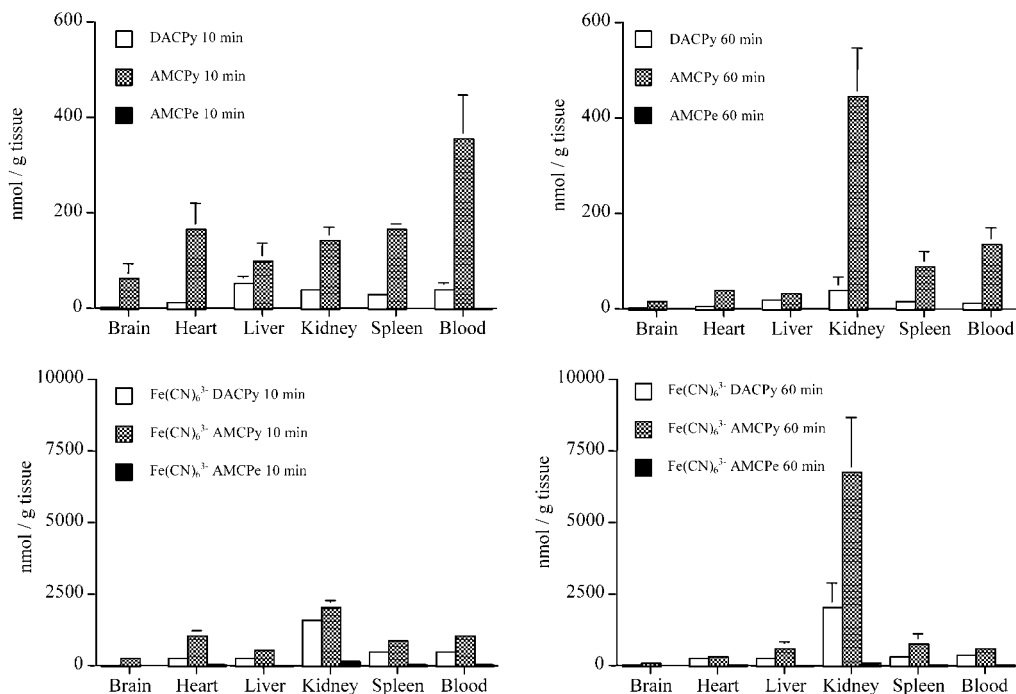 600
400
200
0
nmol / g tissue
DACPy 10 min
AMCPy 10 min
AMCPe 10 min
Brain Heart Liver Kidney Spleen Blood
600
400
200
0
nmol / g tissue
DACPy 60 min
AMCPy 60 min
AMCPe 60 min
Brain Heart Liver Kidney Spleen Blood
10000
7500
5000
2500
0
nmol / g tissue
Fe(CN)₆³⁻ DACPy 10 min
Fe(CN)₆³⁻ AMCPy 10 min
Fe(CN)₆³⁻ AMCPe 10 min
Brain Heart Liver Kidney Spleen Blood
10000
7500
5000
2500
0
nmol / g tissue
Fe(CN)₆³⁻ DACPy 60 min
Fe(CN)₆³⁻ AMCPy 60 min
Fe(CN)₆³⁻ AMCPe 60 min
Brain Heart Liver Kidney Spleen Blood